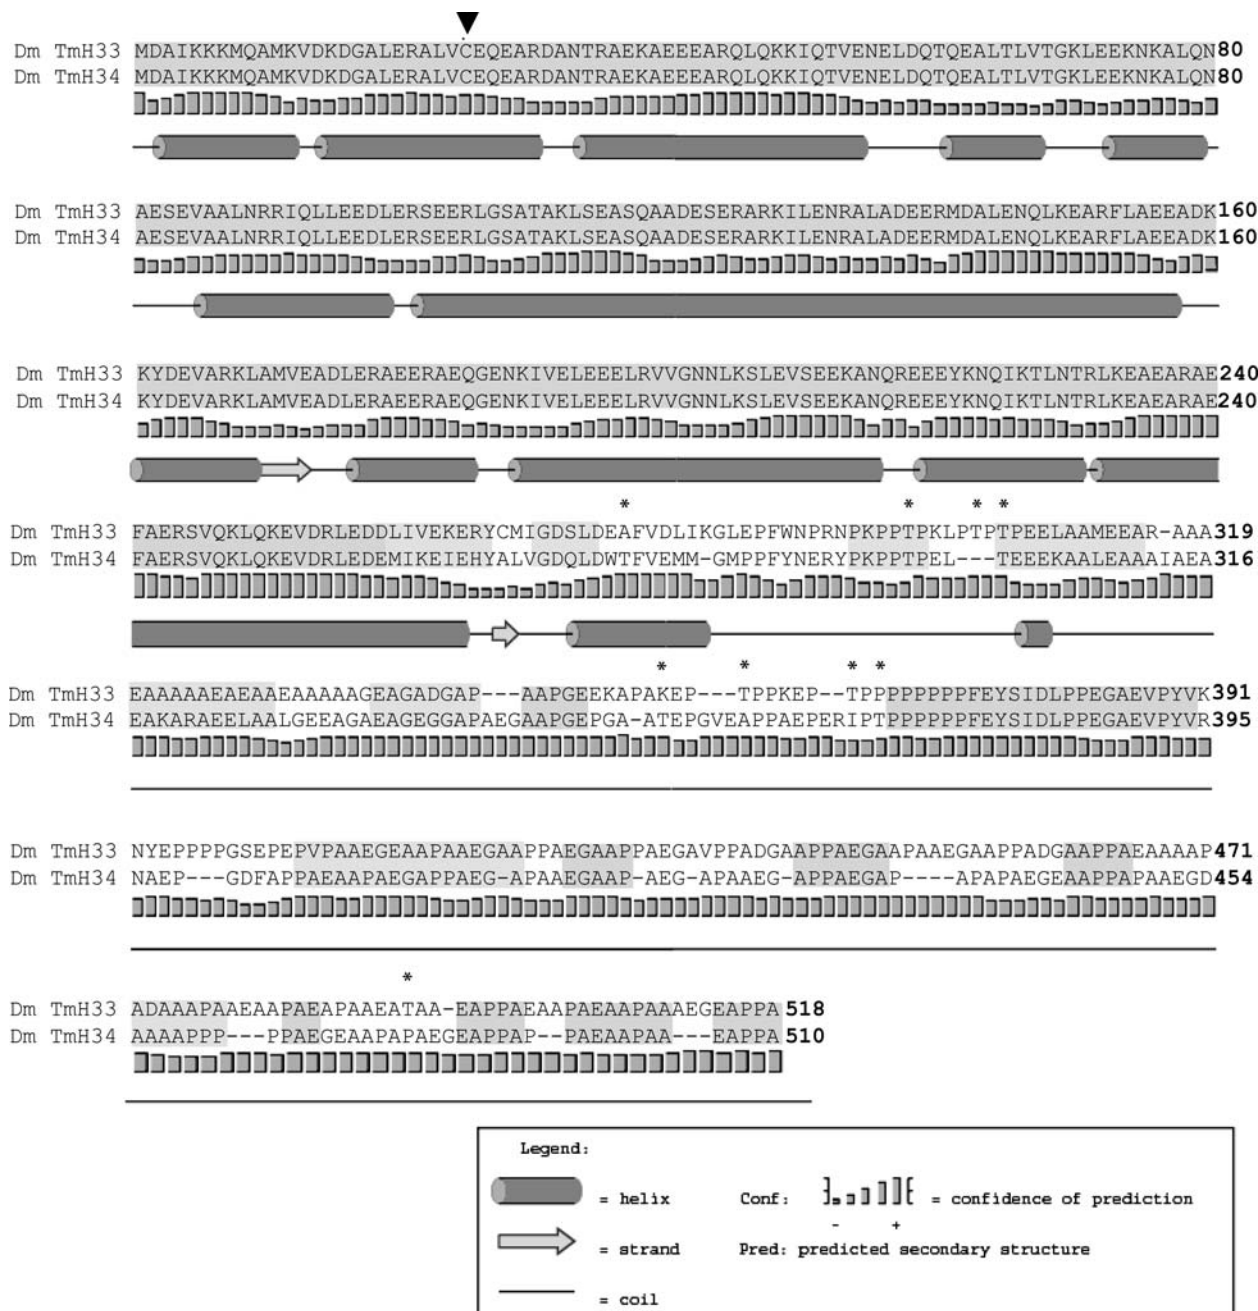 Dm TmH33 MDAIKKKMQAMKVDKDGALERALVCEQEARDANTRAEKAEEEARQLQKKIQTVENELDQTQEALTLVTGKLEEKNKALQN80
Dm TmH34 MDAIKKKMQAMKVDKDGALERALVCEQEARDANTRAEKAEEEARQLQKKIQTVENELDQTQEALTLVTGKLEEKNKALQN80
Dm TmH33 AESEVAALNRRIQLLEEDLERSEERLGSATAKLSEASQAADESERARKILENRALADEERMDALENQLKEARFLAEEADK160
Dm TmH34 AESEVAALNRRIQLLEEDLERSEERLGSATAKLSEASQAADESERARKILENRALADEERMDALENQLKEARFLAEEADK160
Dm TmH33 KYDEVARKLAMVEADLERAEERAEQGENKIVELEEELRVVGNNLKSLEVSEEKANQREEEYKNQIKTLNTRLKEAEARAE240
Dm TmH34 KYDEVARKLAMVEADLERAEERAEQGENKIVELEEELRVVGNNLKSLEVSEEKANQREEEYKNQIKTLNTRLKEAEARAE240
* * * *
Dm TmH33 FAERSVQKLQKEVDRLEDDLIVEKERYCMIGDSLDEAFVDLIKGLEPFWNPRNPKPPTPKLPTPTPEELAAMEEAR-AAA319
Dm TmH34 FAERSVQKLQKEVDRLEDEMIKEIEHYALVGDQLDWTFVEMM-GMPPFYNERYPKPPTPEL---TEEEKAALEAAAIAEA316
* * * *
Dm TmH33 EAAAAAEAEAAEAAAAAGEAGADGAP---AAPGEEKAPAKEP---TPPKEP--TPPPPPPPPFEYSIDLPPEGAEVPYVK391
Dm TmH34 EAKARAEELAALGEEAGAEAGEGGAPAEGAAPGEPGA-ATEPGVEAPPAEPERIPTPPPPPPFEYSIDLPPEGAEVPYVR395
Dm TmH33 NYEPPPPGSEPEPVPAAEGEAAPAAEGAAPPAEGAAPPAEGAVPPADGAAPPAEGAAPAAEGAAPPADGAAPPAEAAAAP471
Dm TmH34 NAEP---GDFAPPAEAAPAEGAPPAEG-APAAEGAAP-AEG-APAAEG-APPAEGAP----APAPAEGEAAPPAPAAEGD454
*
Dm TmH33 ADAAAPAAEAAPAEAPAAEATAA-EAPPAEAAPAEAAPAAAEGEAPPA518
Dm TmH34 AAAAPPP---PPAEGEAAPAPAEGEAPPAP--PAEAAPAA---EAPPA510
Legend:
= helix
Conf: = confidence of prediction
- +
= strand
Pred: predicted secondary structure
= coil